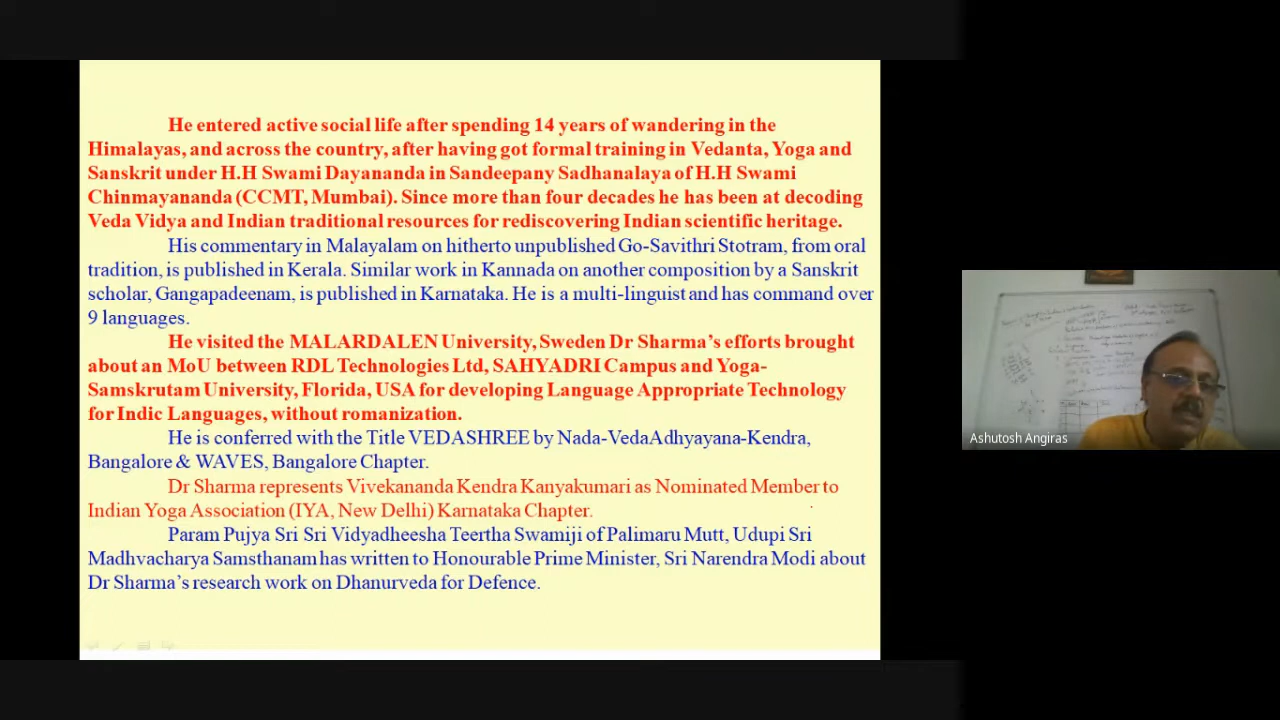 He entered active social life after spending 14 years of wandering in the
Himalayas, and across the country, after having got formal training in Vedanta, Yoga and
Sanskrit under H.H Swami Dayananda in Sandeepany Sadhanalaya of H.H Swami
Chinmayananda (CCMT, Mumbai). Since more than four decades he has been at decoding
Veda Vidya and Indian traditional resources for rediscovering Indian scientific heritage.
His commentary in Malayalam on hitherto unpublished Go-Savithri Stotram, from oral
tradition, is published in Kerala. Similar work in Kannada on another composition by a Sanskrit
scholar, Gangapadeenam, is published in Karnataka. He is a multi-linguist and has command over
9 languages.
He visited the MALARDALEN University, Sweden Dr Sharma’s efforts brought
about an MoU between RDL Technologies Ltd, SAHYADRI Campus and Yoga-
Samskrutam University, Florida, USA for developing Language Appropriate Technology
for Indic Languages, without romanization.
He is conferred with the Title VEDASHREE by Nada-VedaAdhyayana-Kendra,
Bangalore & WAVES, Bangalore Chapter.
Dr Sharma represents Vivekananda Kendra Kanyakumari as Nominated Member to
Indian Yoga Association (IYA, New Delhi) Karnataka Chapter.
Param Pujya Sri Sri Vidyadheesha Teertha Swamiji of Palimaru Mutt, Udupi Sri
Madhvacharya Samsthanam has written to Honourable Prime Minister, Sri Narendra Modi about
Dr Sharma’s research work on Dhanurveda for Defence.
Ashutosh Angiras